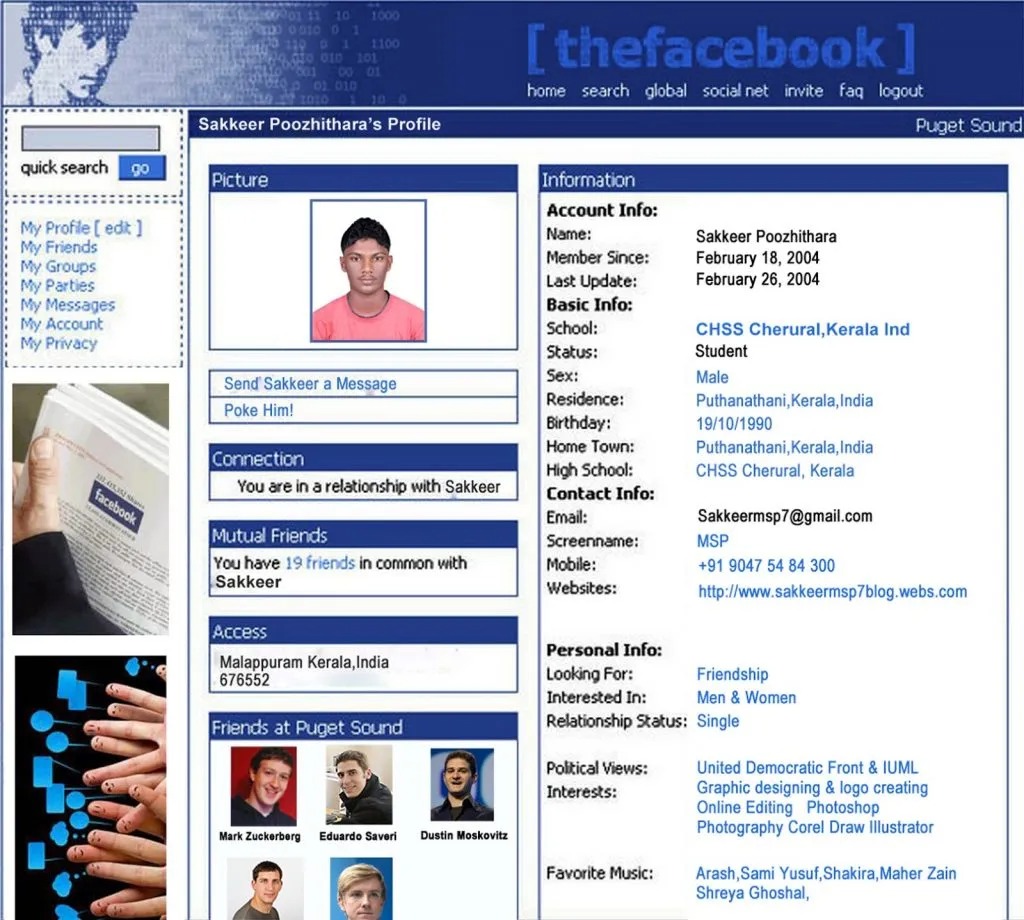 [ thefacebook ]
home search global social net invite faq logout
quick search go
My Profile [ edit ]
My Friends
My Groups
My Parties
My Messages
My Account
My Privacy
facebook
Sakkeer Poozhithara's Profile
Puget Sound
Picture
Send Sakkeer a Message
Poke Him!
Connection
You are in a relationship with Sakkeer
Mutual Friends
You have 19 friends in common with
Sakkeer
Access
Malappuram Kerala,India
676552
Friends at Puget Sound
Mark Zuckerberg Eduardo Saveri Dustin Moskovitz
Information
Account Info:
Name: Sakkeer Poozhithara
Member Since: February 18, 2004
Last Update: February 26, 2004
Basic Info:
School: CHSS Cherural,Kerala Ind
Status: Student
Sex: Male
Residence: Puthanathani,Kerala,India
Birthday: 19/10/1990
Home Town: Puthanathani,Kerala,India
High School: CHSS Cherural, Kerala
Contact Info:
Email: Sakkeermsp7@gmail.com
Screenname: MSP
Mobile: +91 9047 54 84 300
Websites: http://www.sakkeermsp7blog.webs.com
Personal Info:
Looking For: Friendship
Interested In: Men & Women
Relationship Status: Single
Political Views: United Democratic Front & IUML
Interests: Graphic designing & logo creating
Online Editing Photoshop
Photography Corel Draw Illustrator
Favorite Music: Arash,Sami Yusuf,Shakira,Maher Zain
Shreya Ghoshal,